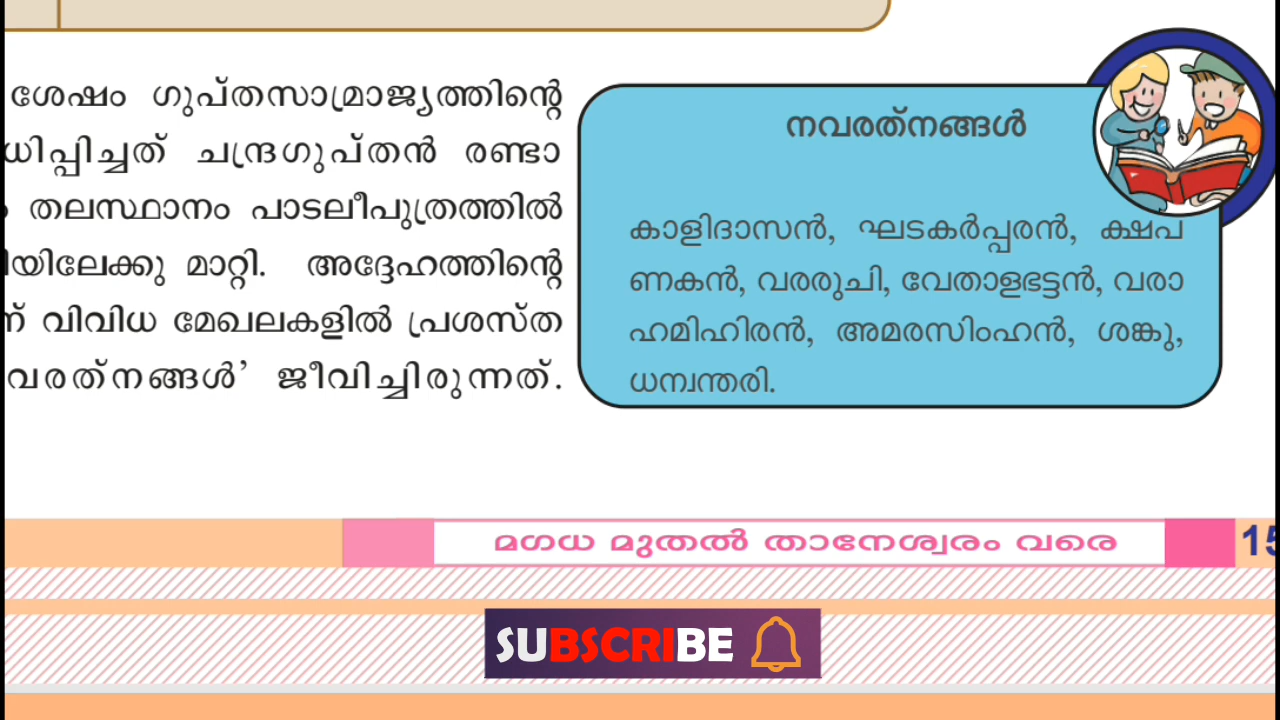 ശേഷം ഗുപ്തസാമ്രാജ്യത്തിന്റെ
ധിപ്പിച്ചത് ചന്ദ്രഗുപ്തൻ രണ്ടാ
തലസ്ഥാനം പാടലീപുത്രത്തിൽ
യിലേക്കു മാറ്റി. അദ്ദേഹത്തിന്റെ
ന് വിവിധ മേഖലകളിൽ പ്രശസ്ത
വരത്നങ്ങൾ' ജീവിച്ചിരുന്നത്.
നവരത്നങ്ങൾ
കാളിദാസൻ, ഘടകർപ്പരൻ, ക്ഷപ
ണകൻ, വരരുചി, വേതാളഭട്ടൻ, വരാ
ഹമിഹിരൻ, അമരസിംഹൻ, ശങ്കു,
ധന്വന്തരി.
മഗധ മുതൽ താനേശ്വരം വരെ
15
SUBSCRIBE